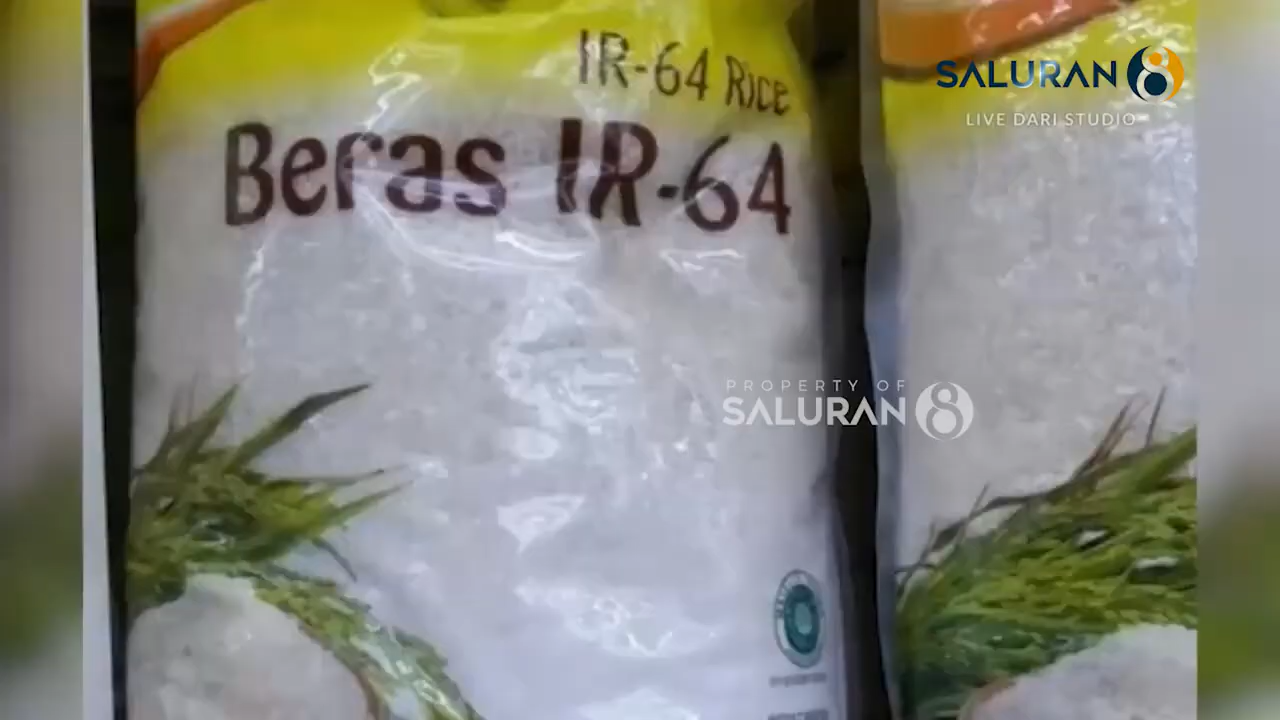 IR-64 Rice
Beras IR-64
SALURAN 8
LIVE DARI STUDIO
PROPERTY OF
SALURAN 8